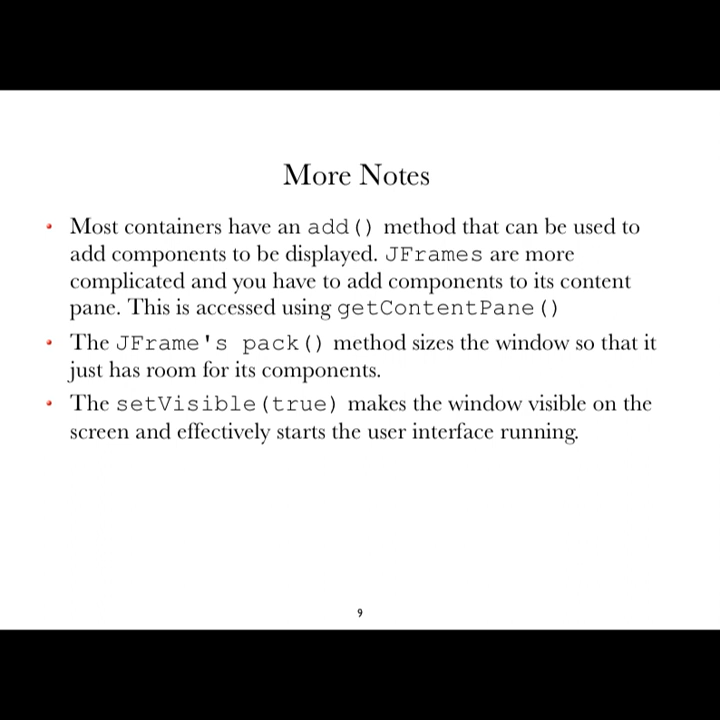 More Notes
• Most containers have an add() method that can be used to
add components to be displayed. JFrames are more
complicated and you have to add components to its content
pane. This is accessed using getContentPane()
• The JFrame's pack() method sizes the window so that it
just has room for its components.
• The setVisible(true) makes the window visible on the
screen and effectively starts the user interface running.
9